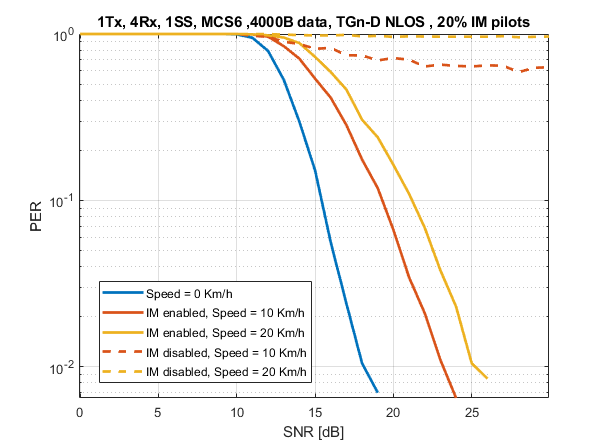 1Tx, 4Rx, 1SS, MCS6 ,4000B data, TGn-D NLOS , 20% IM pilots
10^0
10^-1
10^-2
PER
Speed = 0 Km/h
IM enabled, Speed = 10 Km/h
IM enabled, Speed = 20 Km/h
IM disabled, Speed = 10 Km/h
IM disabled, Speed = 20 Km/h
0 5 10 15 20 25
SNR [dB]